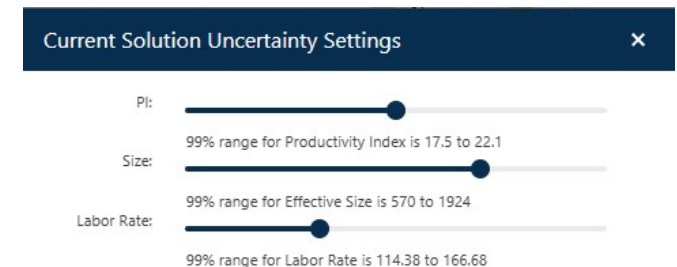 Current Solution Uncertainty Settings ×
PI:
99% range for Productivity Index is 17.5 to 22.1
Size:
99% range for Effective Size is 570 to 1924
Labor Rate:
99% range for Labor Rate is 114.38 to 166.68